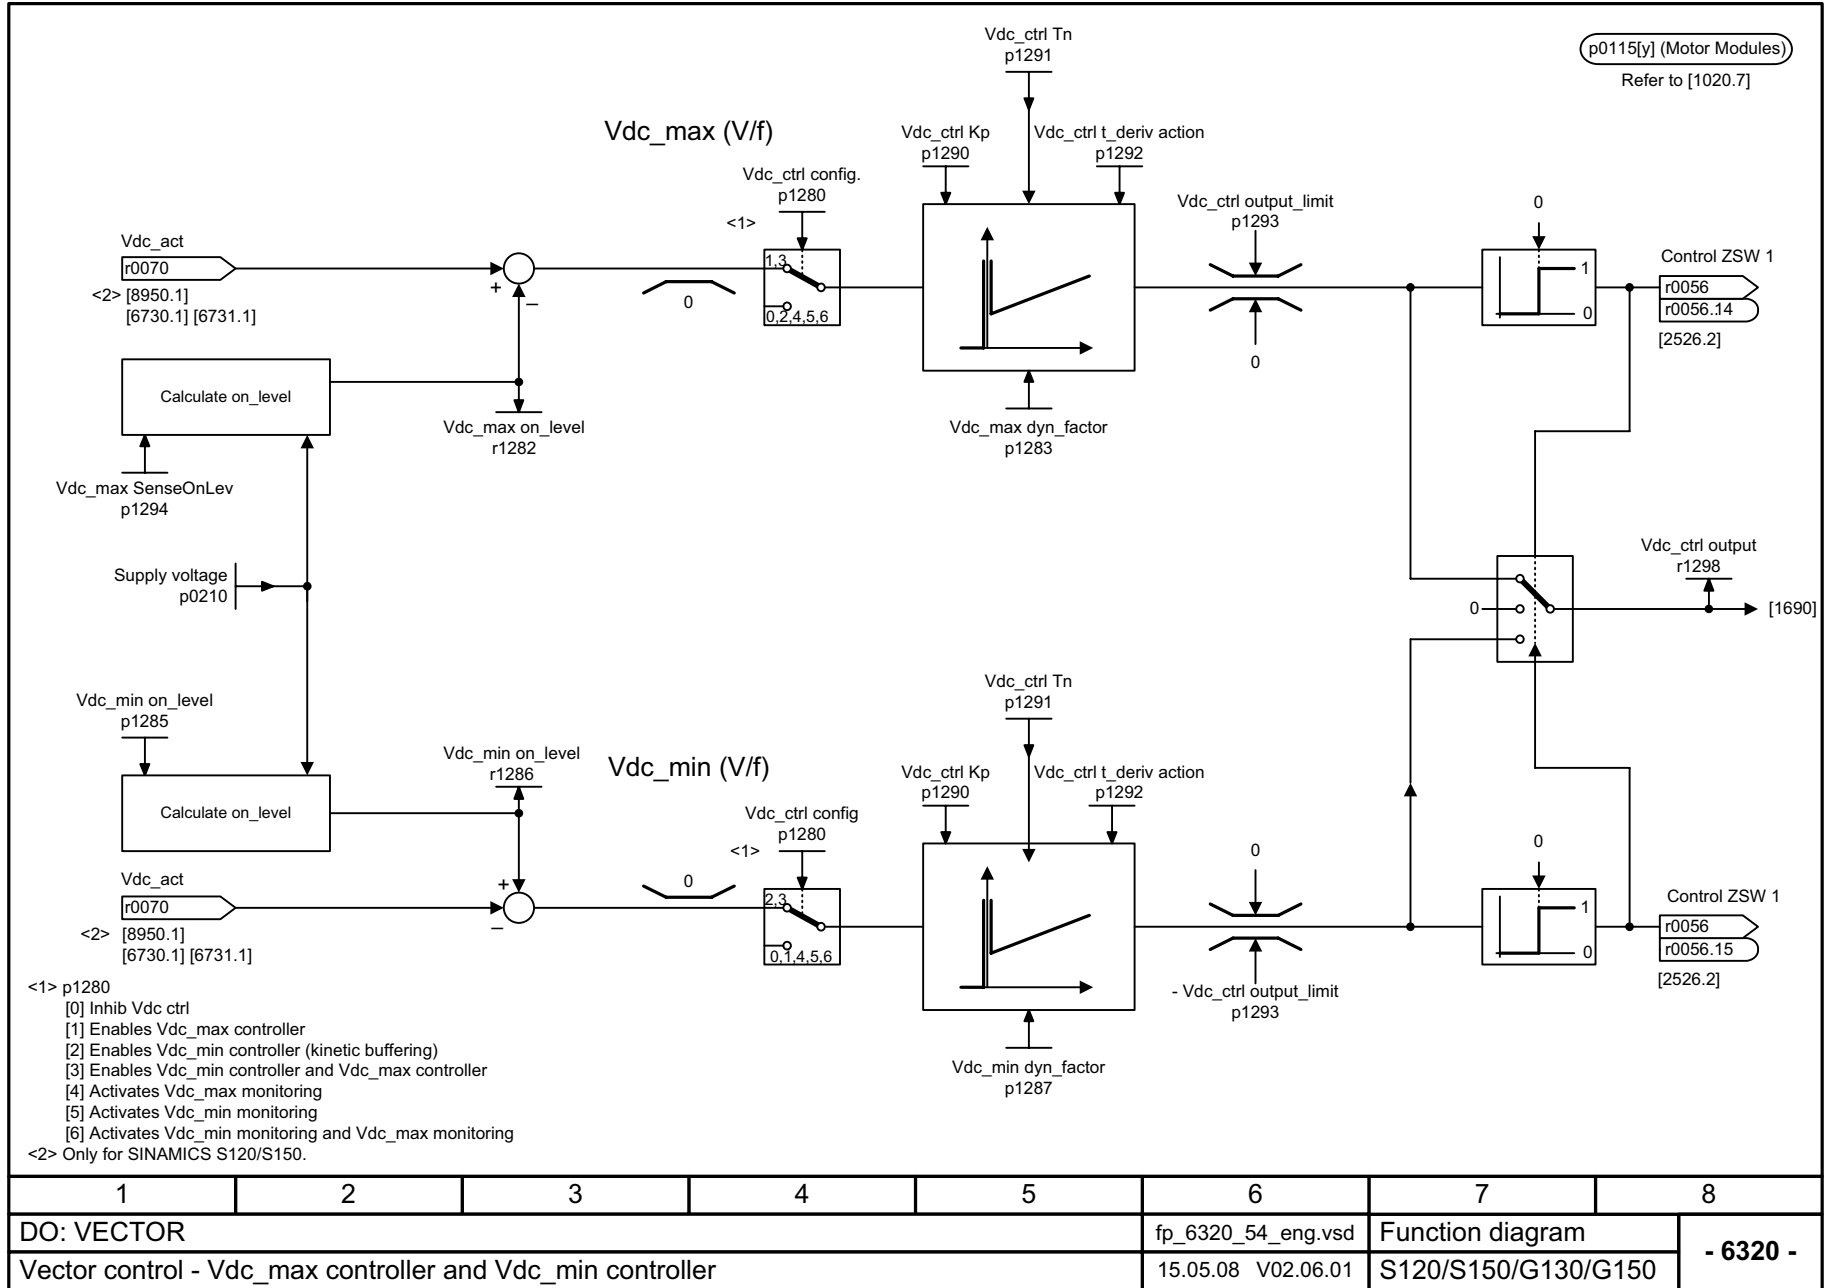 Vdc_ctrl Tn
p1291
p0115[y] (Motor Modules)
Refer to [1020.7]
Vdc_max (V/f)
Vdc_ctrl Kp
p1290
Vdc_ctrl t_deriv action
p1292
Vdc_ctrl config.
p1280
<1>
Vdc_ctrl output_limit
p1293
0
Vdc_act
r0070
<2> [8950.1]
[6730.1] [6731.1]
+
–
0
1,3
0,2,4,5,6
0
1
0
Control ZSW 1
r0056
r0056.14
[2526.2]
Calculate on_level
Vdc_max on_level
r1282
Vdc_max dyn_factor
p1283
Vdc_max SenseOnLev
p1294
Supply voltage
p0210
Vdc_ctrl output
r1298
0
[1690]
Vdc_min on_level
p1285
Vdc_ctrl Tn
p1291
Vdc_min on_level
r1286
Vdc_min (V/f)
Vdc_ctrl Kp
p1290
Vdc_ctrl t_deriv action
p1292
Calculate on_level
Vdc_ctrl config
p1280
<1>
0
0
Vdc_act
r0070
<2> [8950.1]
[6730.1] [6731.1]
+
–
0
2,3
0,1,4,5,6
1
0
Control ZSW 1
r0056
r0056.15
[2526.2]
- Vdc_ctrl output_limit
p1293
Vdc_min dyn_factor
p1287
<1> p1280
[0] Inhib Vdc ctrl
[1] Enables Vdc_max controller
[2] Enables Vdc_min controller (kinetic buffering)
[3] Enables Vdc_min controller and Vdc_max controller
[4] Activates Vdc_max monitoring
[5] Activates Vdc_min monitoring
[6] Activates Vdc_min monitoring and Vdc_max monitoring
<2> Only for SINAMICS S120/S150.
1 2 3 4 5 6 7 8
DO: VECTOR
fp_6320_54_eng.vsd
Function diagram
- 6320 -
Vector control - Vdc_max controller and Vdc_min controller
15.05.08 V02.06.01
S120/S150/G130/G150